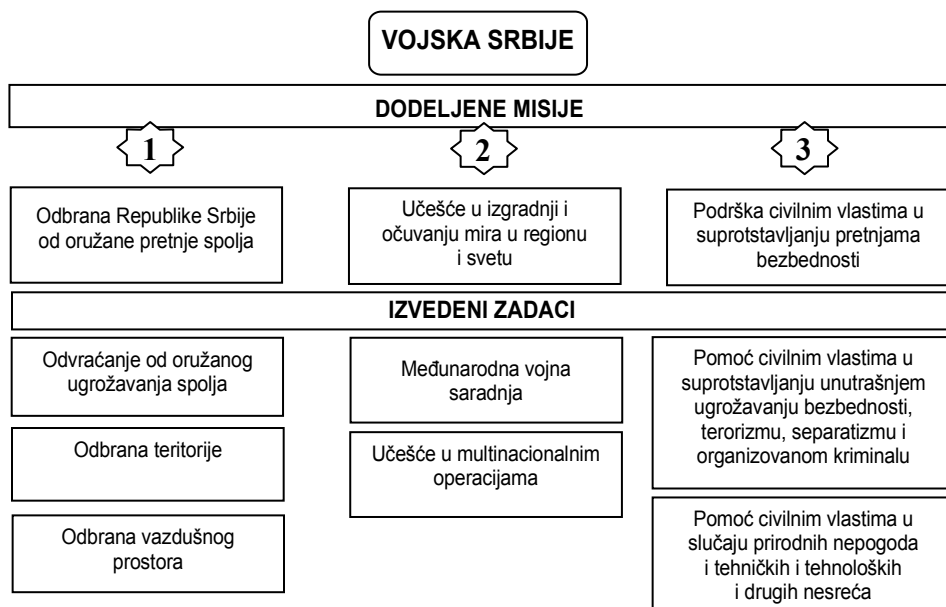 VOJSKA SRBIJE
DODELJENE MISIJE
1
2
3
Odbrana Republike Srbije
od oružane pretnje spolja
Učešće u izgradnji i
očuvanju mira u regionu
i svetu
Podrška civilnim vlastima u
suprotstavljanju pretnjama
bezbednosti
IZVEDENI ZADACI
Odvraćanje od oružanog
ugrožavanja spolja
Odbrana teritorije
Odbrana vazdušnog
prostora
Međunarodna vojna
saradnja
Učešće u multinacionalnim
operacijama
Pomoć civilnim vlastima u
suprotstavljanju unutrašnjem
ugrožavanju bezbednosti,
terorizmu, separatizmu i
organizovanom kriminalu
Pomoć civilnim vlastima u
slučaju prirodnih nepogoda
i tehničkih i tehnoloških
i drugih nesreća